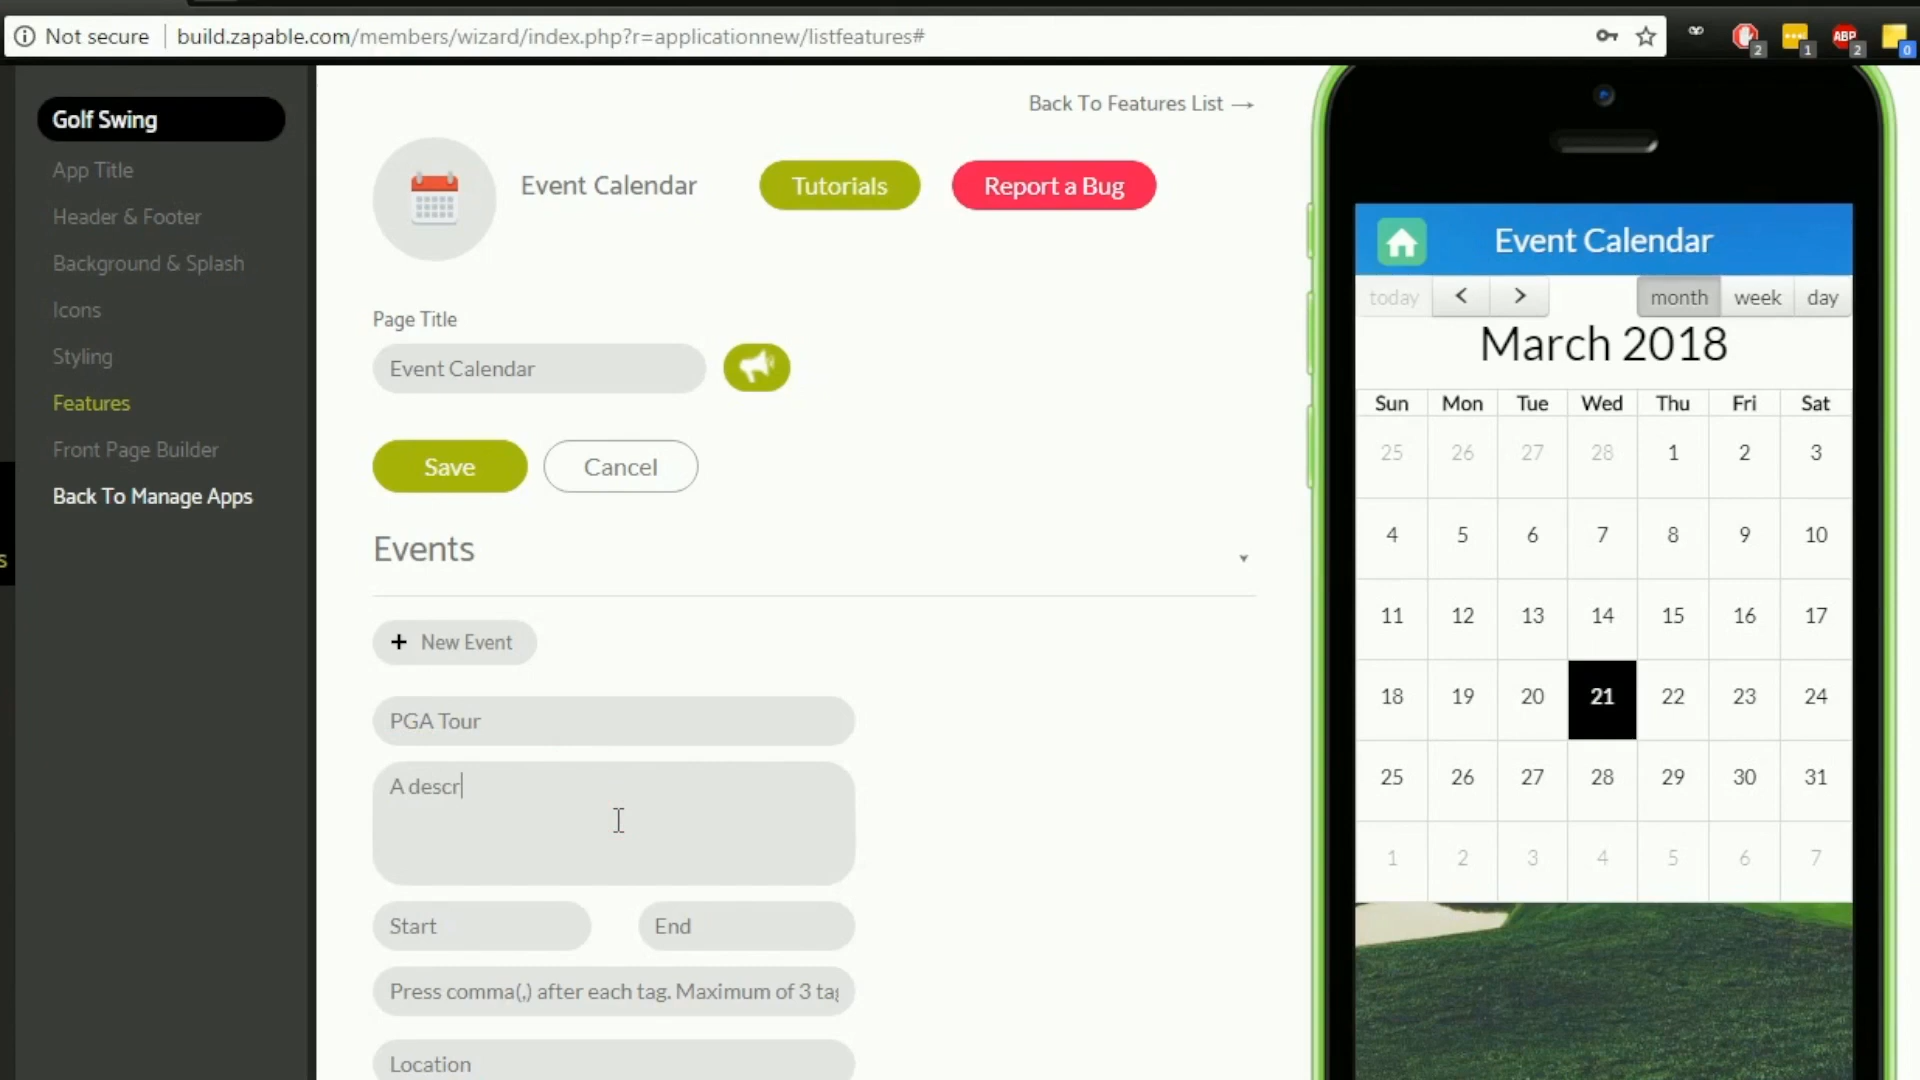 Not secure
build.zapable.com/members/wizard/index.php?r=applicationnew/listfeatures#
2
1
ABP
2
0
Golf Swing
App Title
Header & Footer
Background & Splash
Icons
Styling
Features
Front Page Builder
Back To Manage Apps
s
Back To Features List →
Event Calendar
Tutorials
Report a Bug
Page Title
Event Calendar
Save
Cancel
Events
+ New Event
PGA Tour
A descr
Start
End
Press comma(,) after each tag. Maximum of 3 tag
Location
Event Calendar
today < > month week day
March 2018
Sun Mon Tue Wed Thu Fri Sat
25 26 27 28 1 2 3
4 5 6 7 8 9 10
11 12 13 14 15 16 17
18 19 20 21 22 23 24
25 26 27 28 29 30 31
1 2 3 4 5 6 7